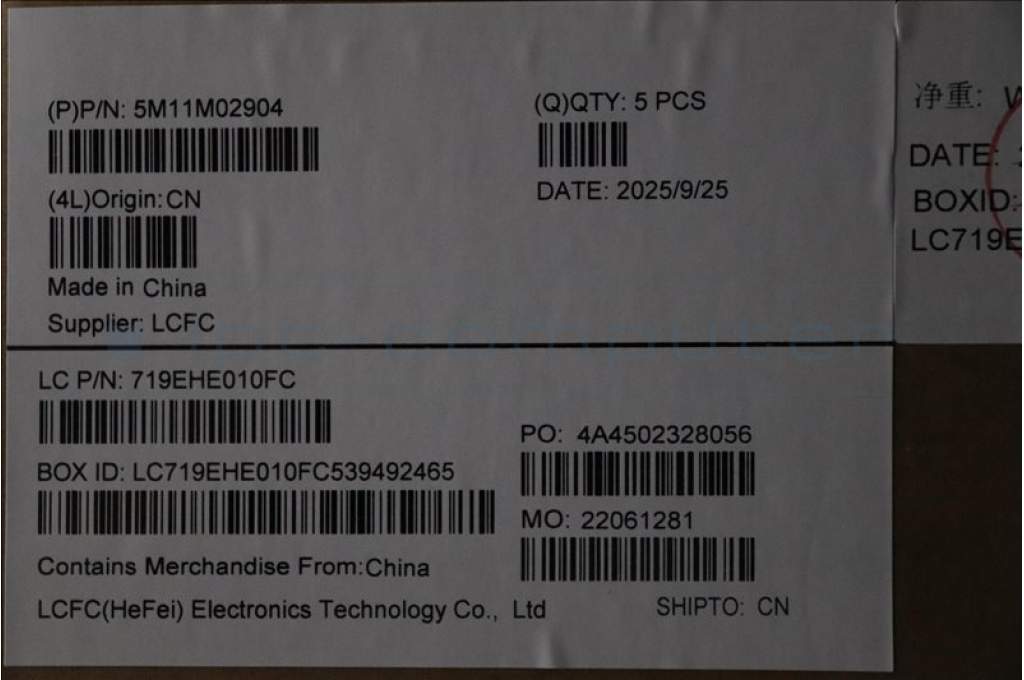 (P)P/N: 5M11M02904
(Q)QTY: 5 PCS
(4L)Origin:CN
DATE: 2025/9/25
Made in China
Supplier: LCFC
LC P/N: 719EHE010FC
PO: 4A4502328056
BOX ID: LC719EHE010FC539492465
MO: 22061281
Contains Merchandise From:China
LCFC(HeFei) Electronics Technology Co., Ltd
SHIPTO: CN
净重:
DATE:
BOXID:
LC719E